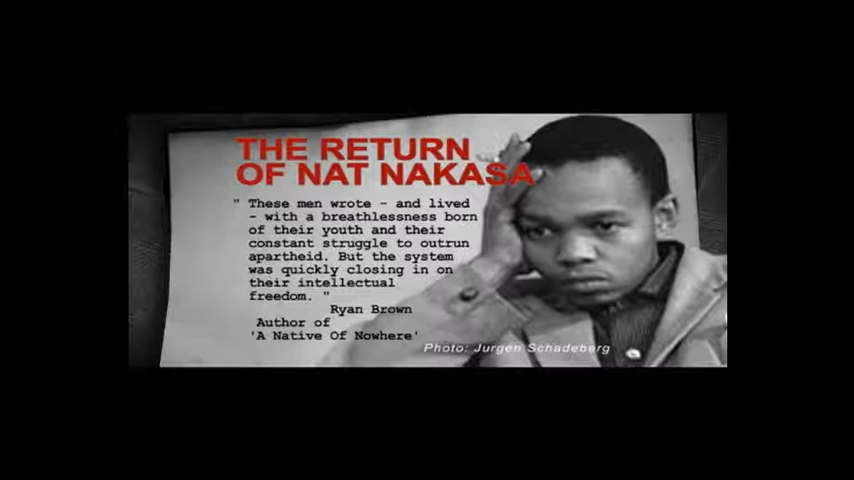 THE RETURN
OF NAT NAKASA
" These men wrote - and lived
- with a breathlessness born
of their youth and their
constant struggle to outrun
apartheid. But the system
was quickly closing in on
their intellectual
freedom. "
Ryan Brown
Author of
'A Native Of Nowhere'
Photo: Jurgen Schadeberg